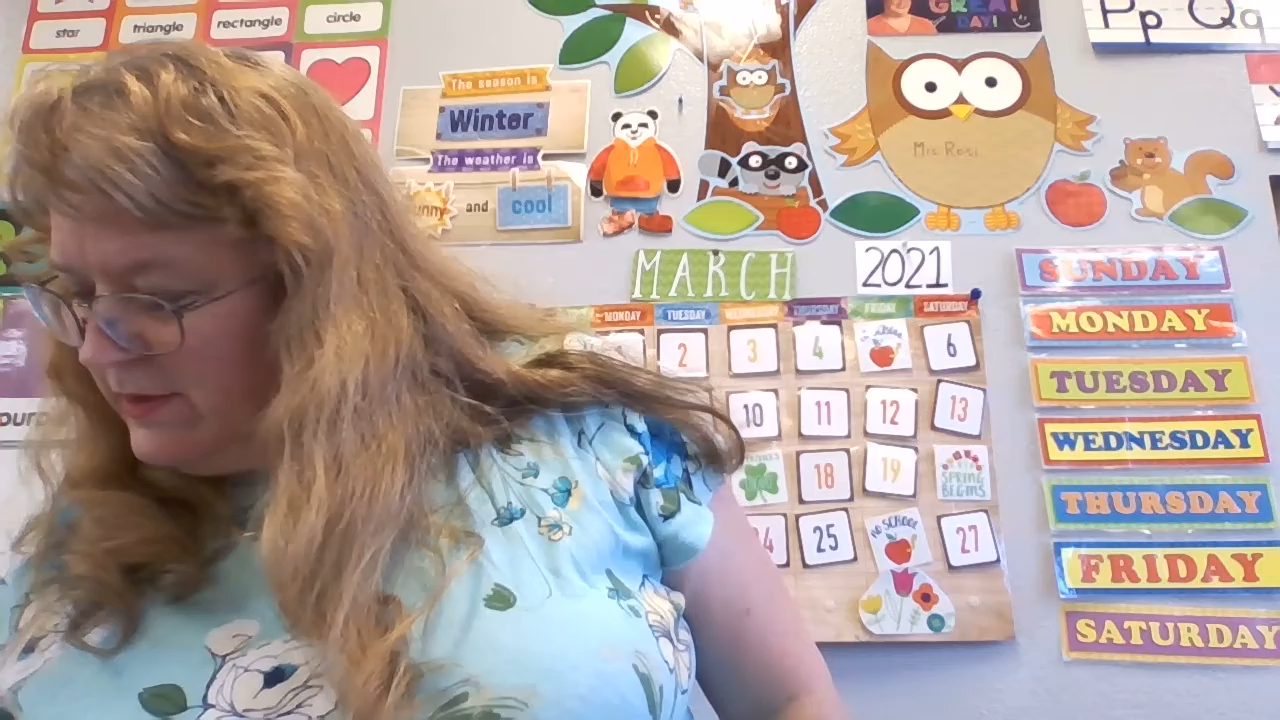 GREAT
DAY!
Pp Qq
star
triangle
rectangle
circle
The season is
Winter
The weather is
and
cool
MARCH
2021
MONDAY TUESDAY THURSDAY FRIDAY SATURDAY
2 3 4 6
10 11 12 13
18 19 SPRING BEGINS
25 NO SCHOOL 27
SUNDAY
MONDAY
TUESDAY
WEDNESDAY
THURSDAY
FRIDAY
SATURDAY